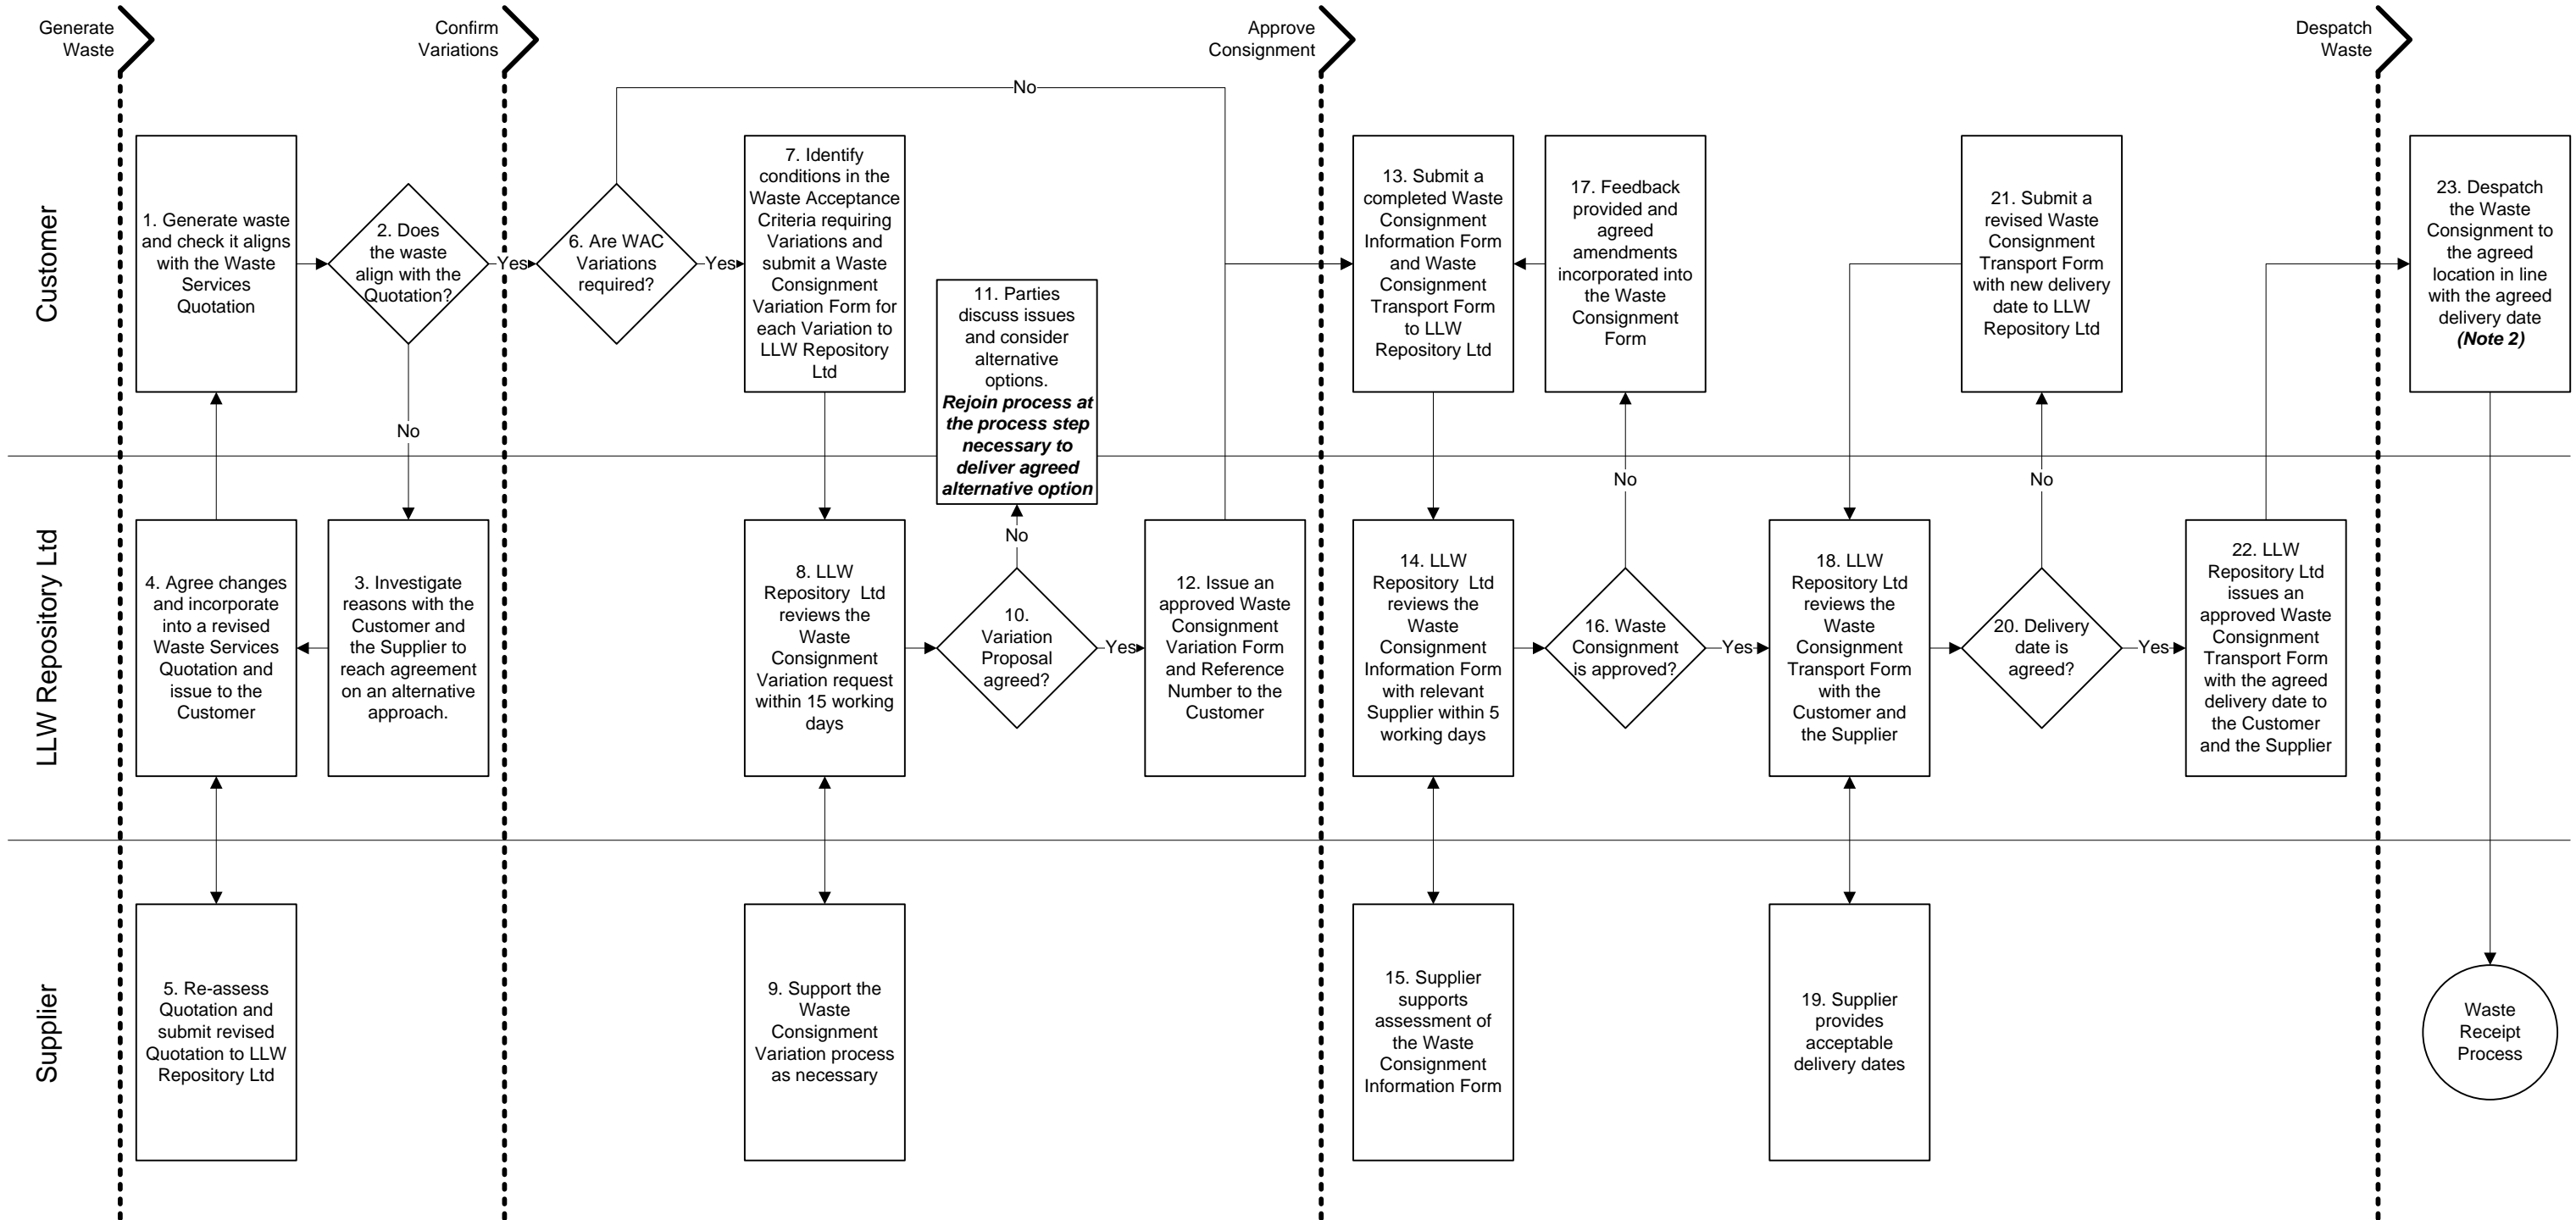 Generate
Waste
Confirm
Variations
Approve
Consignment
Despatch
Waste
No
Customer
1. Generate waste
and check it aligns
with the Waste
Services
Quotation
2. Does
the waste
align with the
Quotation?
Yes
No
6. Are WAC
Variations
required?
Yes
7. Identify
conditions in the
Waste Acceptance
Criteria requiring
Variations and
submit a Waste
Consignment
Variation Form for
each Variation to
LLW Repository
Ltd
11. Parties
discuss issues
and consider
alternative
options.
Rejoin process at
the process step
necessary to
deliver agreed
alternative option
13. Submit a
completed Waste
Consignment
Information Form
and Waste
Consignment
Transport Form
to LLW
Repository Ltd
17. Feedback
provided and
agreed
amendments
incorporated into
the Waste
Consignment
Form
21. Submit a
revised Waste
Consignment
Transport Form
with new delivery
date to LLW
Repository Ltd
23. Despatch
the Waste
Consignment to
the agreed
location in line
with the agreed
delivery date
(Note 2)
LLW Repository Ltd
4. Agree changes
and incorporate
into a revised
Waste Services
Quotation and
issue to the
Customer
3. Investigate
reasons with the
Customer and
the Supplier to
reach agreement
on an alternative
approach.
8. LLW
Repository Ltd
reviews the
Waste
Consignment
Variation request
within 15 working
days
No
10.
Variation
Proposal
agreed?
Yes
12. Issue an
approved Waste
Consignment
Variation Form
and Reference
Number to the
Customer
14. LLW
Repository Ltd
reviews the
Waste
Consignment
Information Form
with relevant
Supplier within 5
working days
No
16. Waste
Consignment
is approved?
Yes
18. LLW
Repository Ltd
reviews the
Waste
Consignment
Transport Form
with the
Customer and
the Supplier
No
20. Delivery
date is
agreed?
Yes
22. LLW
Repository Ltd
issues an
approved Waste
Consignment
Transport Form
with the agreed
delivery date to
the Customer
and the Supplier
Supplier
5. Re-assess
Quotation and
submit revised
Quotation to LLW
Repository Ltd
9. Support the
Waste
Consignment
Variation process
as necessary
15. Supplier
supports
assessment of
the Waste
Consignment
Information Form
19. Supplier
provides
acceptable
delivery dates
Waste
Receipt
Process